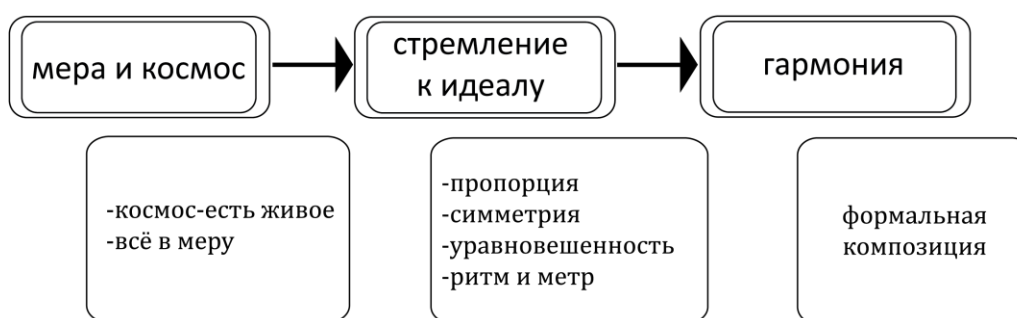 мера и космос
стремление
к идеалу
гармония
-космос-есть живое
-всё в меру
-пропорция
-симметрия
-уравновешенность
-ритм и метр
формальная
композиция